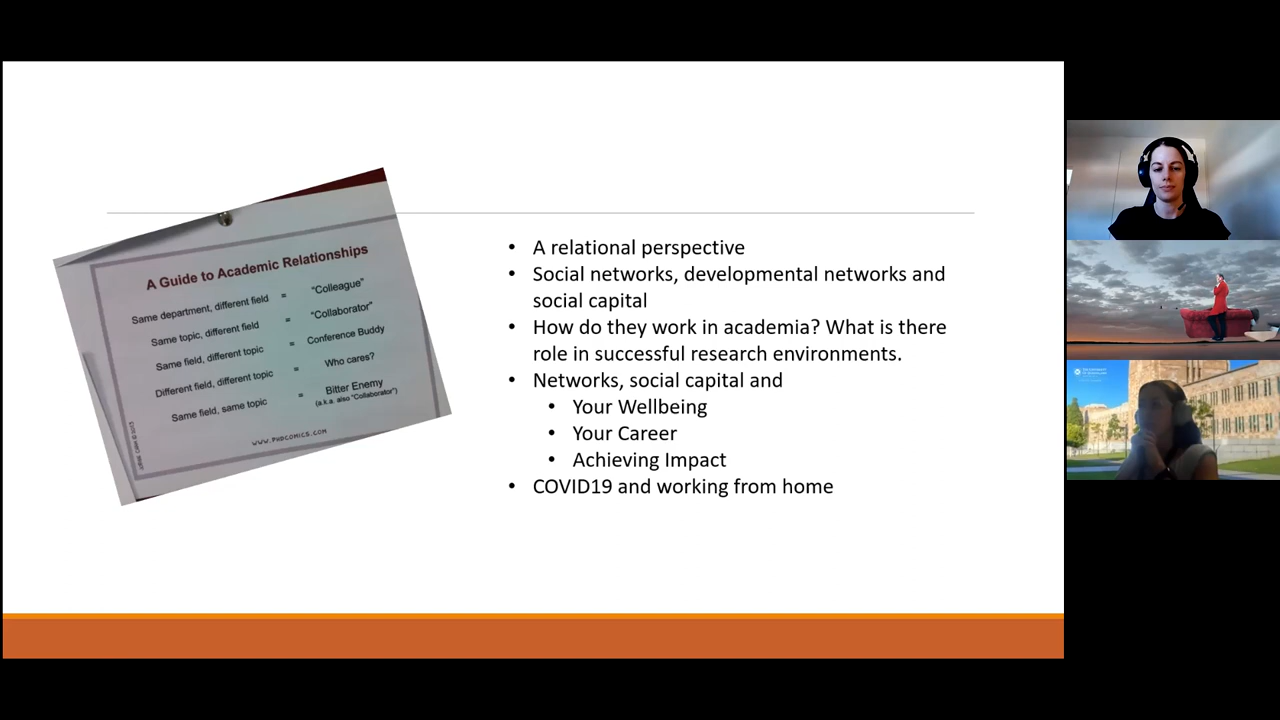 A Guide to Academic Relationships
Same department, different field = "Colleague"
Same topic, different field = "Collaborator"
Same field, different topic = Conference Buddy
Different field, different topic = Who cares?
Same field, same topic = Bitter Enemy
(a.k.a. also "Collaborator")
WWW.PHDCOMICS.COM
• A relational perspective
• Social networks, developmental networks and
social capital
• How do they work in academia? What is there
role in successful research environments.
• Networks, social capital and
• Your Wellbeing
• Your Career
• Achieving Impact
• COVID19 and working from home